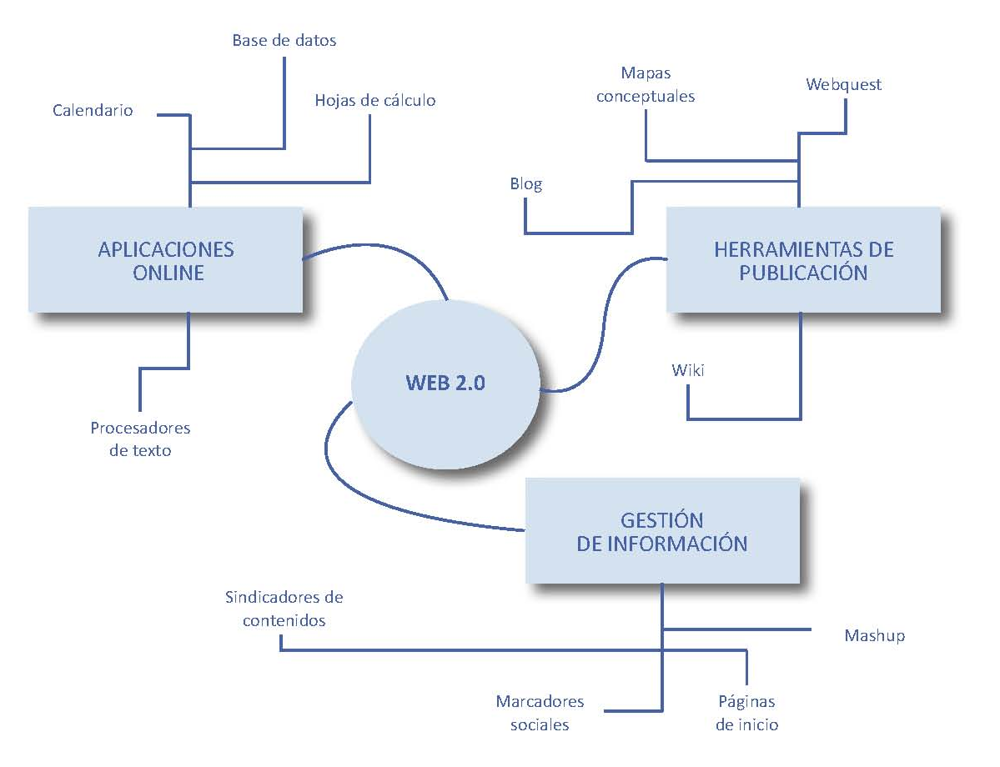 Base de datos
Calendario
Hojas de cálculo
APLICACIONES
ONLINE
Procesadores
de texto
Mapas
conceptuales
Webquest
Blog
HERRAMIENTAS DE
PUBLICACIÓN
Wiki
WEB 2.0
GESTIÓN
DE INFORMACIÓN
Sindicadores de
contenidos
Mashup
Marcadores
sociales
Páginas
de inicio